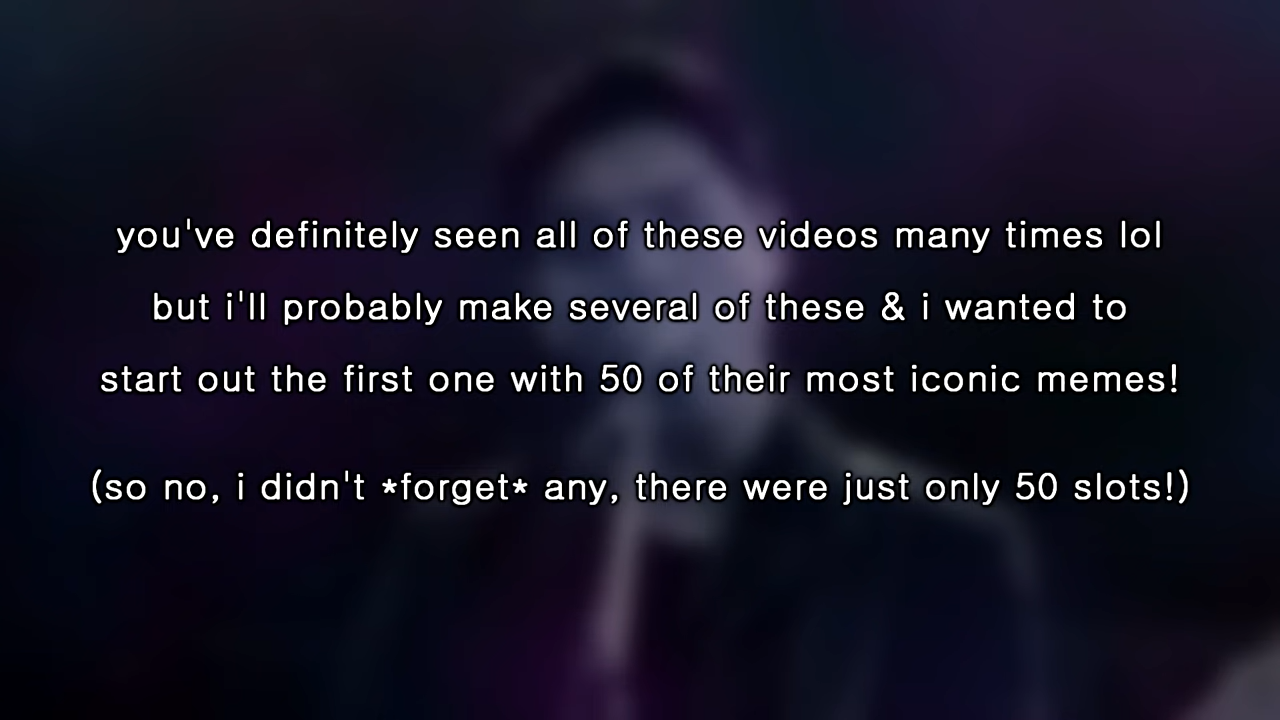 you've definitely seen all of these videos many times lol
but i'll probably make several of these & i wanted to
start out the first one with 50 of their most iconic memes!
(so no, i didn't *forget* any, there were just only 50 slots!)